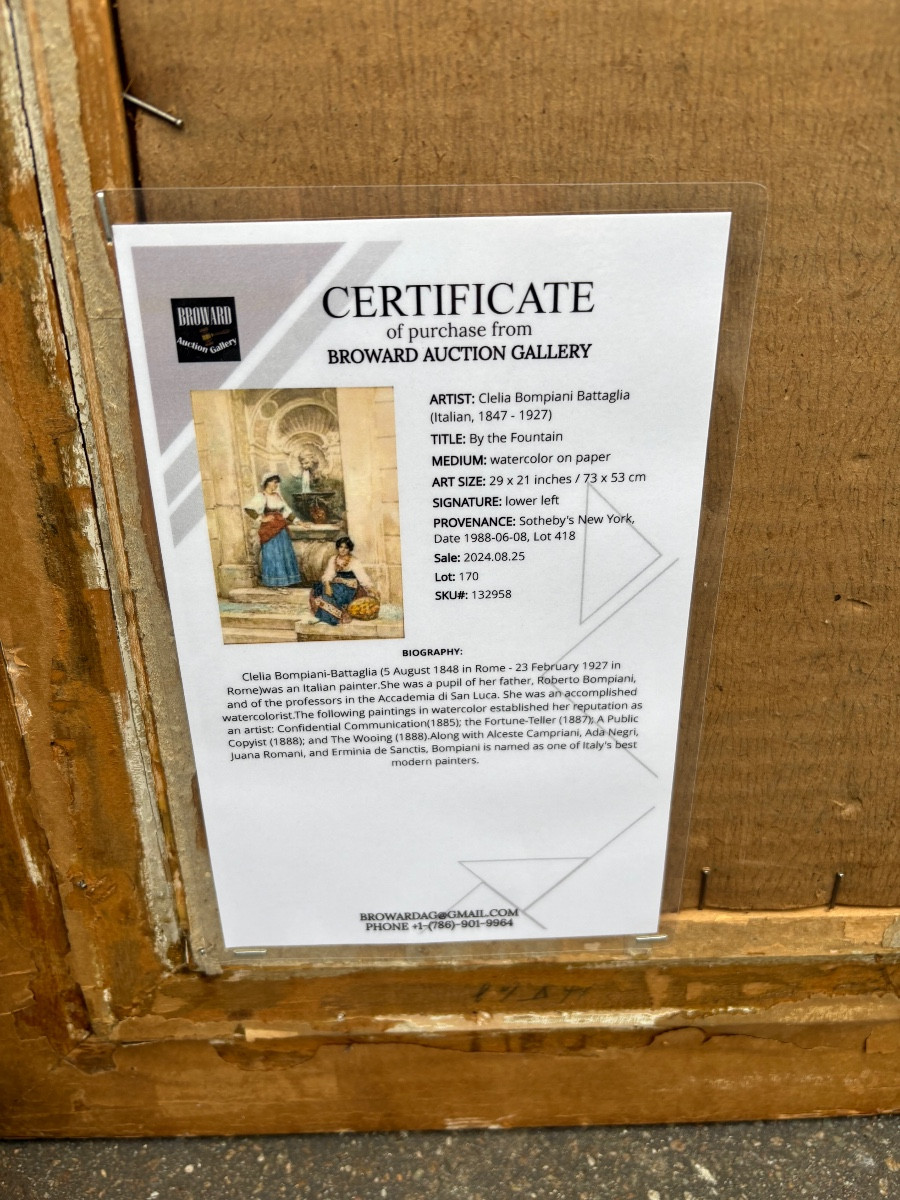 BROWARD
Auction Gallery
CERTIFICATE
of purchase from
BROWARD AUCTION GALLERY
ARTIST: Clelia Bompiani Battaglia
(Italian, 1847 - 1927)
TITLE: By the Fountain
MEDIUM: watercolor on paper
ART SIZE: 29 x 21 inches / 73 x 53 cm
SIGNATURE: lower left
PROVENANCE: Sotheby's New York,
Date 1988-06-08, Lot 418
Sale: 2024.08.25
Lot: 170
SKU#: 132958
BIOGRAPHY:
Clelia Bompiani-Battaglia (5 August 1848 in Rome - 23 February 1927 in
Rome)was an Italian painter.She was a pupil of her father, Roberto Bompiani,
and of the professors in the Accademia di San Luca. She was an accomplished
watercolorist.The following paintings in watercolor established her reputation as
an artist: Confidential Communication(1885); the Fortune-Teller (1887); A Public
Copyist (1888); and The Wooing (1888).Along with Alceste Campriani, Ada Negri,
Juana Romani, and Erminia de Sanctis, Bompiani is named as one of Italy's best
modern painters.
BROWARDAG@GMAIL.COM
PHONE +1-(786)-901-9964